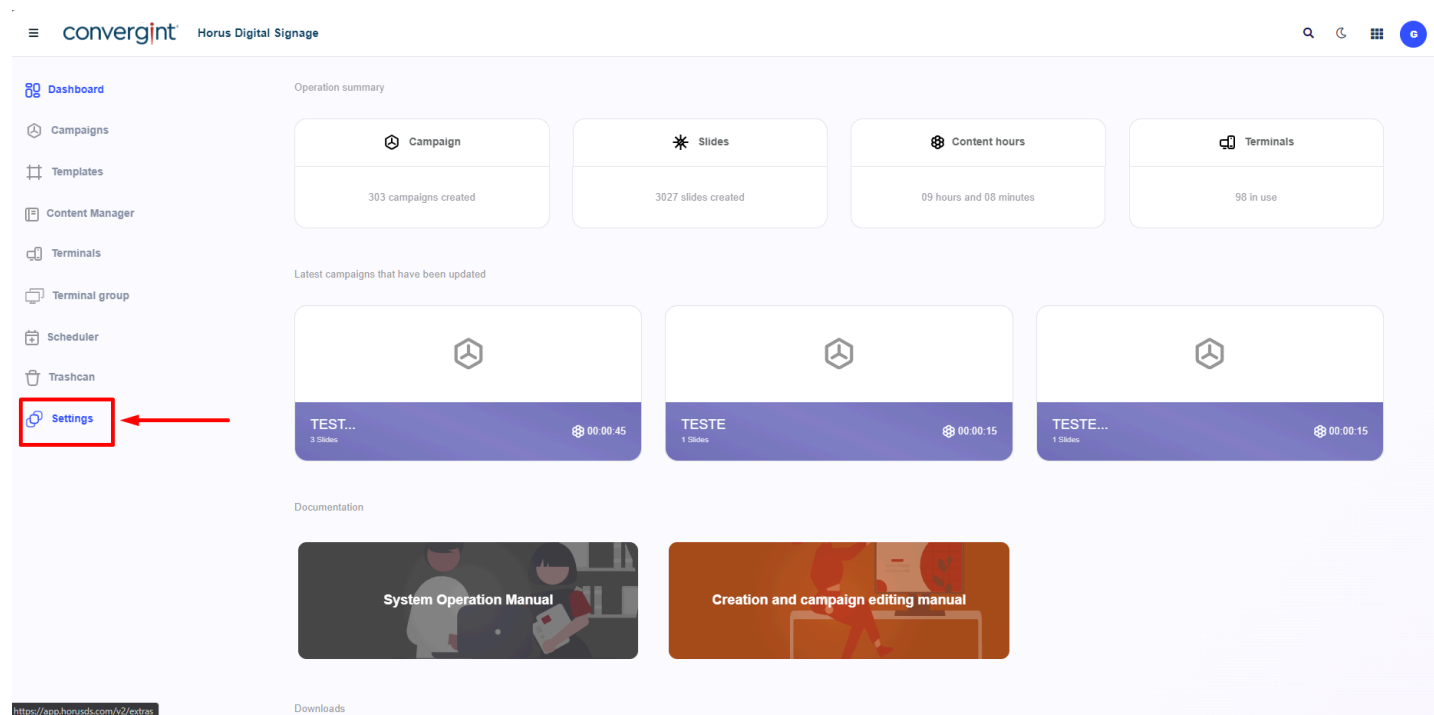 convergint Horus Digital Signage
G
Dashboard
Campaigns
Templates
Content Manager
Terminals
Terminal group
Scheduler
Trashcan
Settings
Operation summary
Campaign
303 campaigns created
Slides
3027 slides created
Content hours
09 hours and 08 minutes
Terminals
98 in use
Latest campaigns that have been updated
TEST...
3 Slides
00:00:45
TESTE
1 Slides
00:00:15
TESTE...
1 Slides
00:00:15
Documentation
System Operation Manual
Creation and campaign editing manual
Downloads
https://app.horusds.com/v2/extras